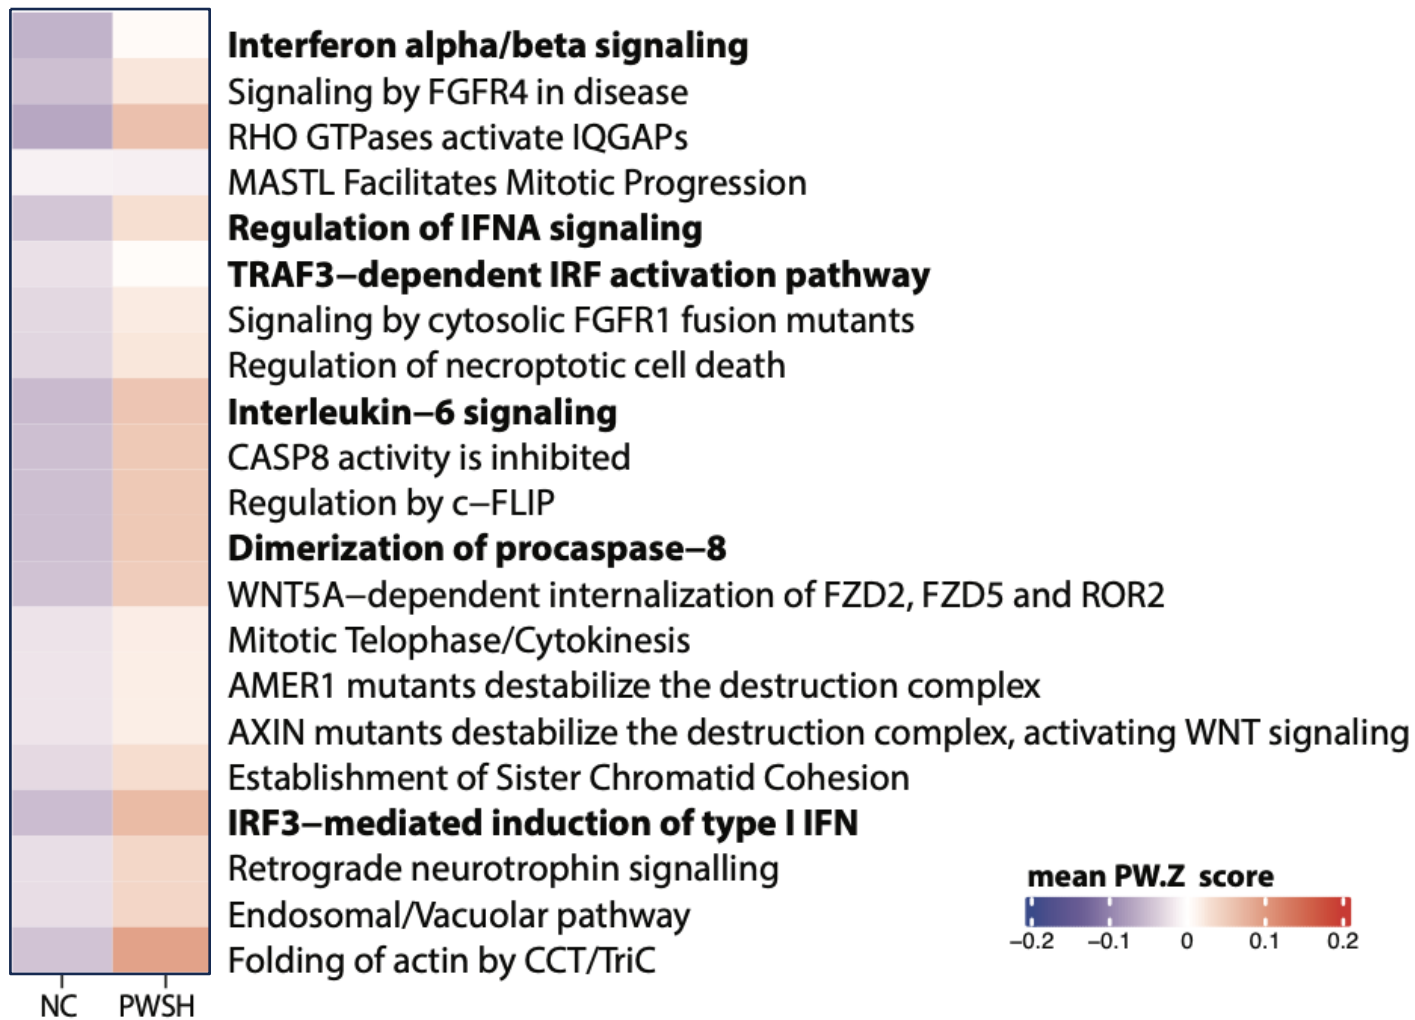 Interferon alpha/beta signaling
Signaling by FGFR4 in disease
RHO GTPases activate IQGAPs
MASTL Facilitates Mitotic Progression
Regulation of IFNA signaling
TRAF3−dependent IRF activation pathway
Signaling by cytosolic FGFR1 fusion mutants
Regulation of necroptotic cell death
Interleukin−6 signaling
CASP8 activity is inhibited
Regulation by c−FLIP
Dimerization of procaspase−8
WNT5A−dependent internalization of FZD2, FZD5 and ROR2
Mitotic Telophase/Cytokinesis
AMER1 mutants destabilize the destruction complex
AXIN mutants destabilize the destruction complex, activating WNT signaling
Establishment of Sister Chromatid Cohesion
IRF3−mediated induction of type I IFN
Retrograde neurotrophin signalling
Endosomal/Vacuolar pathway
Folding of actin by CCT/TriC
NC PWSH
mean PW.Z score
−0.2 −0.1 0 0.1 0.2